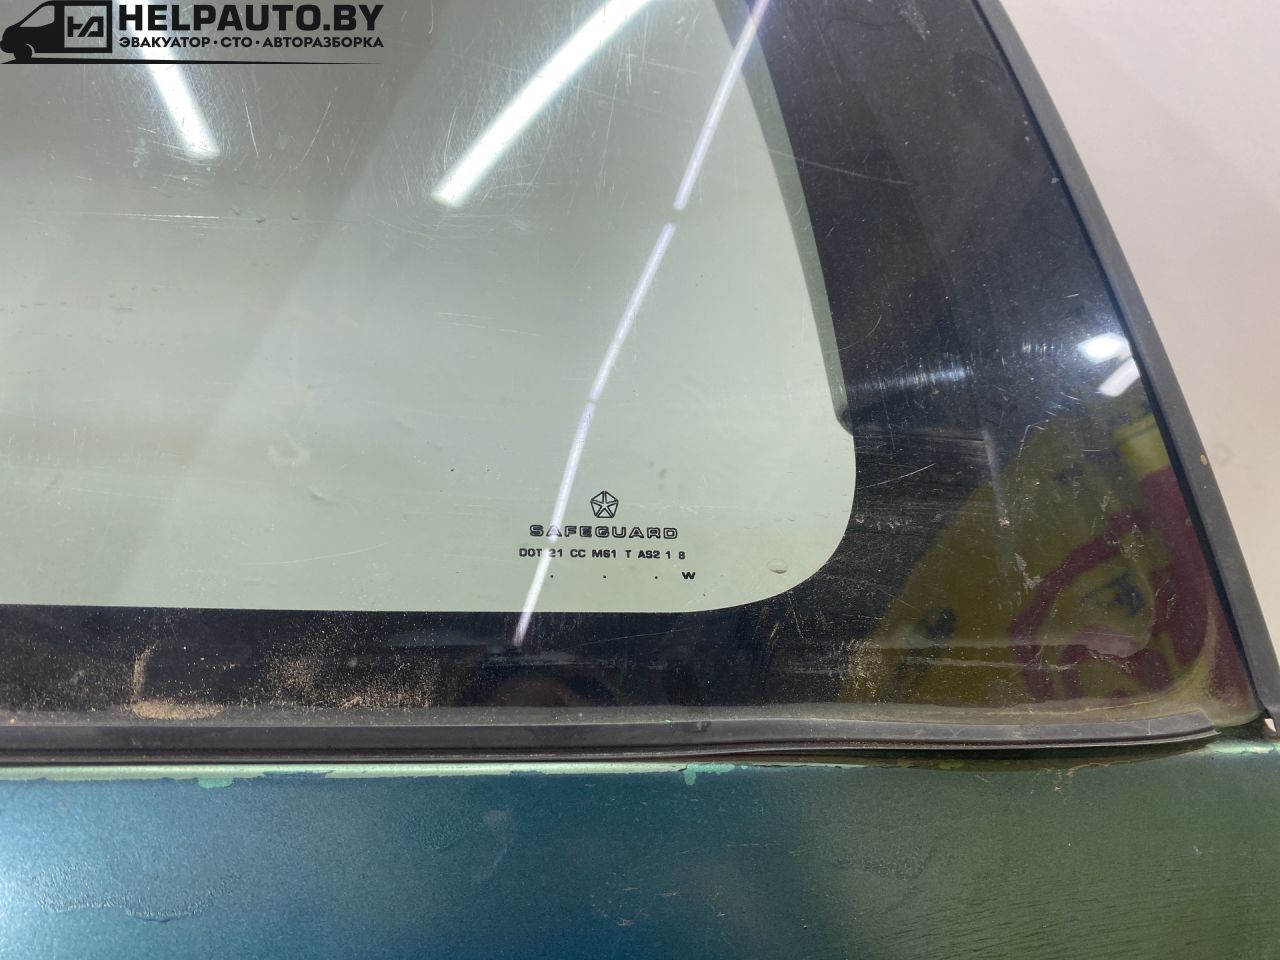 HELPAUTO.BY
ЭВАКУАТОР · СТО · АВТОРАЗБОРКА
SAFEGUARD
DOT 21 CC M61 T AS2 1 8
. . . W